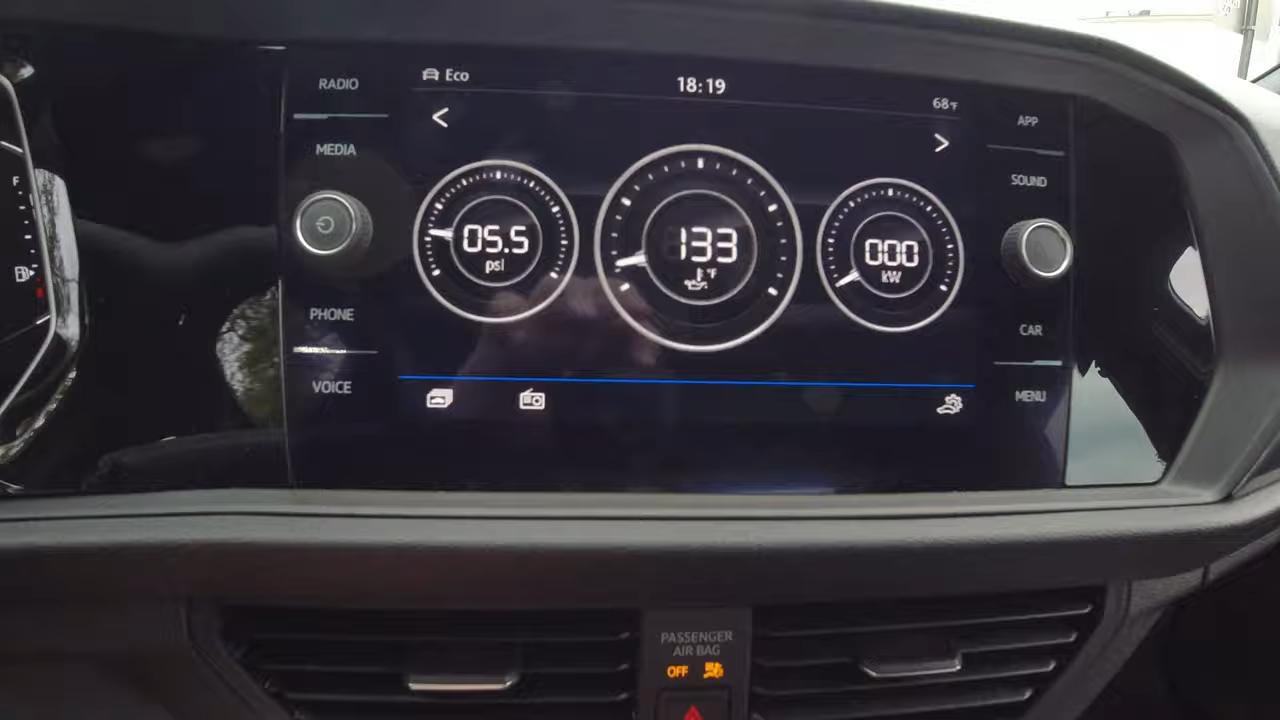 RADIO
MEDIA
PHONE
VOICE
Eco
18:19
68°F
<
>
05.5
psi
133
°F
000
kW
APP
SOUND
CAR
MENU
F
PASSENGER
AIR BAG
OFF